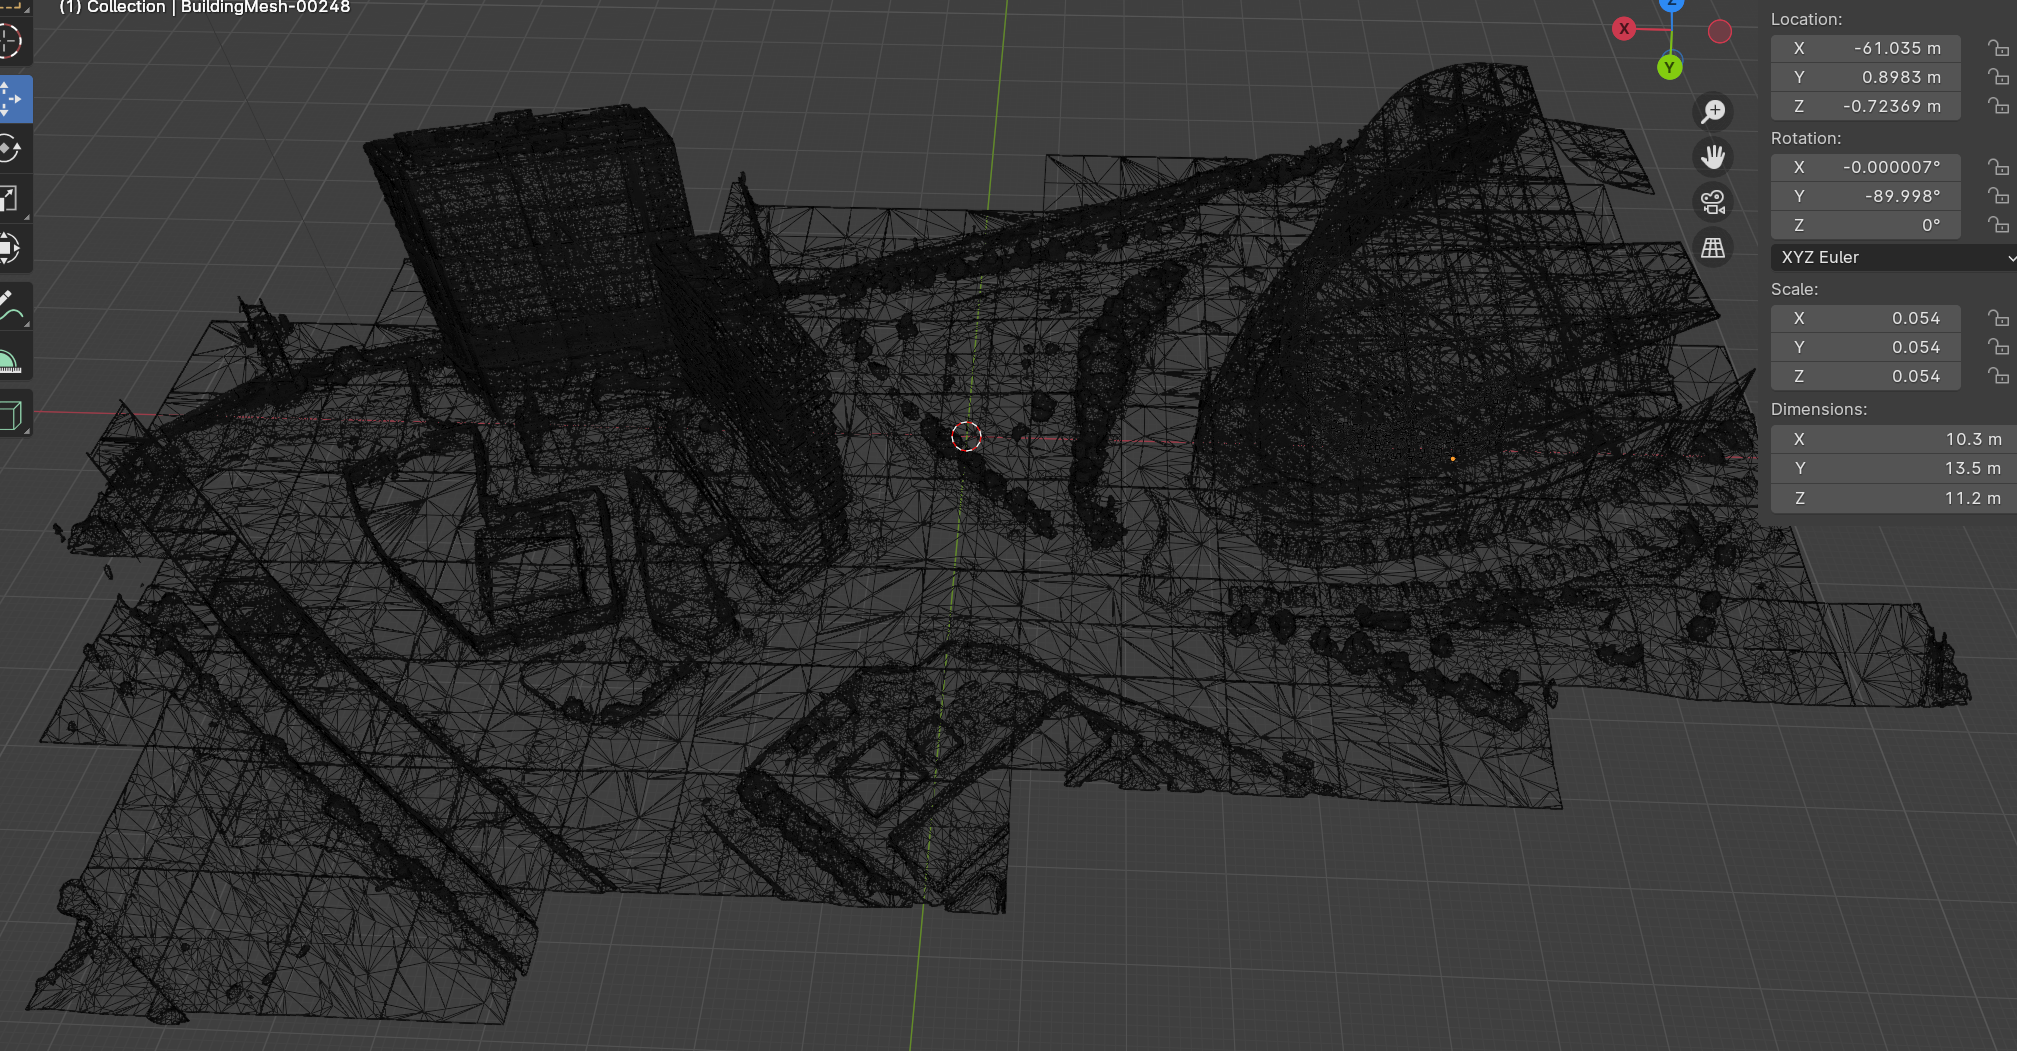 (1) Collection | BuildingMesh-00248
Z
X
Y
Location:
X -61.035 m
Y 0.8983 m
Z -0.72369 m
Rotation:
X -0.000007°
Y -89.998°
Z 0°
XYZ Euler
Scale:
X 0.054
Y 0.054
Z 0.054
Dimensions:
X 10.3 m
Y 13.5 m
Z 11.2 m